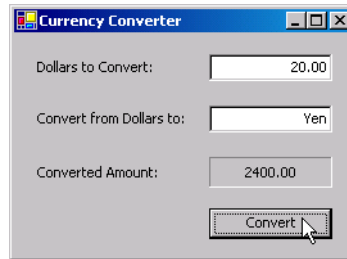 Currency Converter
Dollars to Convert: 20.00
Convert from Dollars to: Yen
Converted Amount: 2400.00
Convert